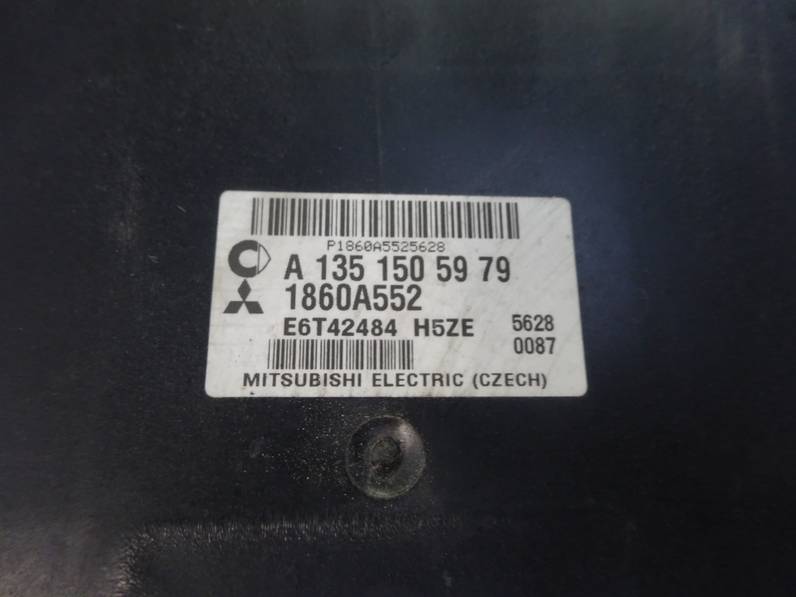 P1860A5525628
A 135 150 59 79
1860A552
E6T42484 H5ZE 5628
0087
MITSUBISHI ELECTRIC (CZECH)